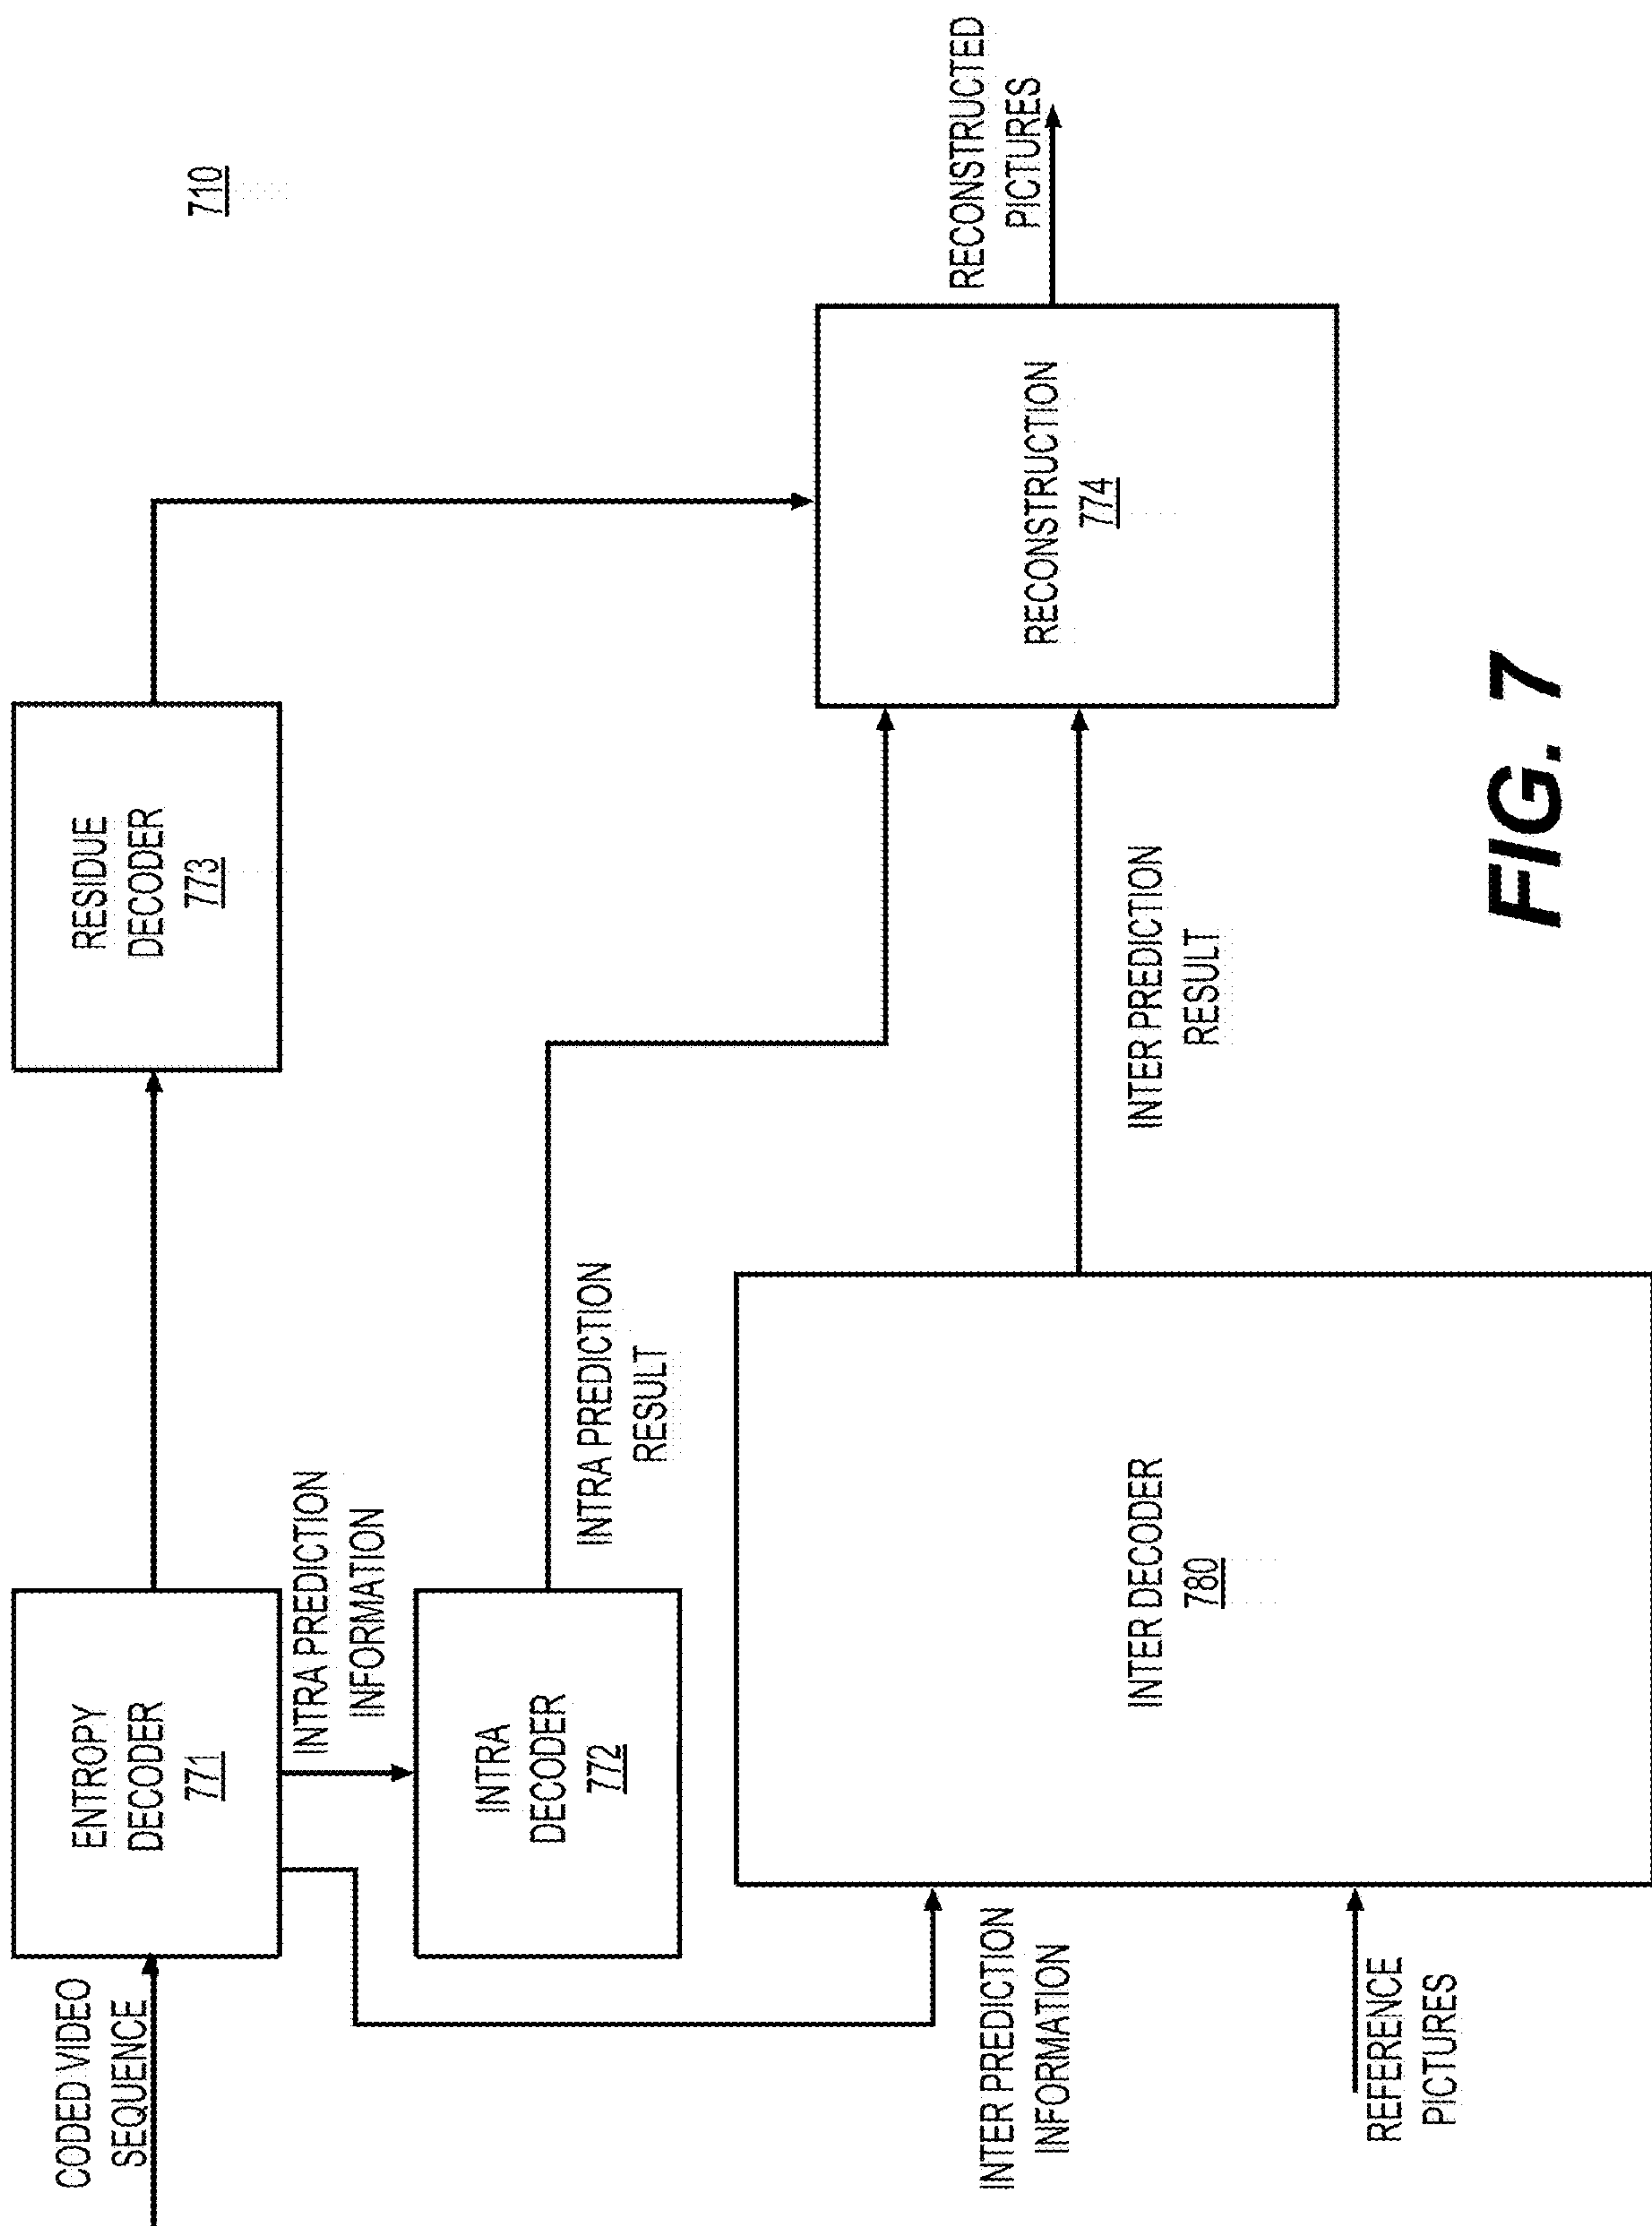 710
CODED VIDEO
SEQUENCE
ENTROPY
DECODER
771
RESIDUE
DECODER
773
INTRA PREDICTION
INFORMATION
INTRA
DECODER
772
INTRA PREDICTION
RESULT
RECONSTRUCTED
PICTURES
RECONSTRUCTION
774
INTER PREDICTION
INFORMATION
INTER DECODER
780
INTER PREDICTION
RESULT
REFERENCE
PICTURES
FIG. 7